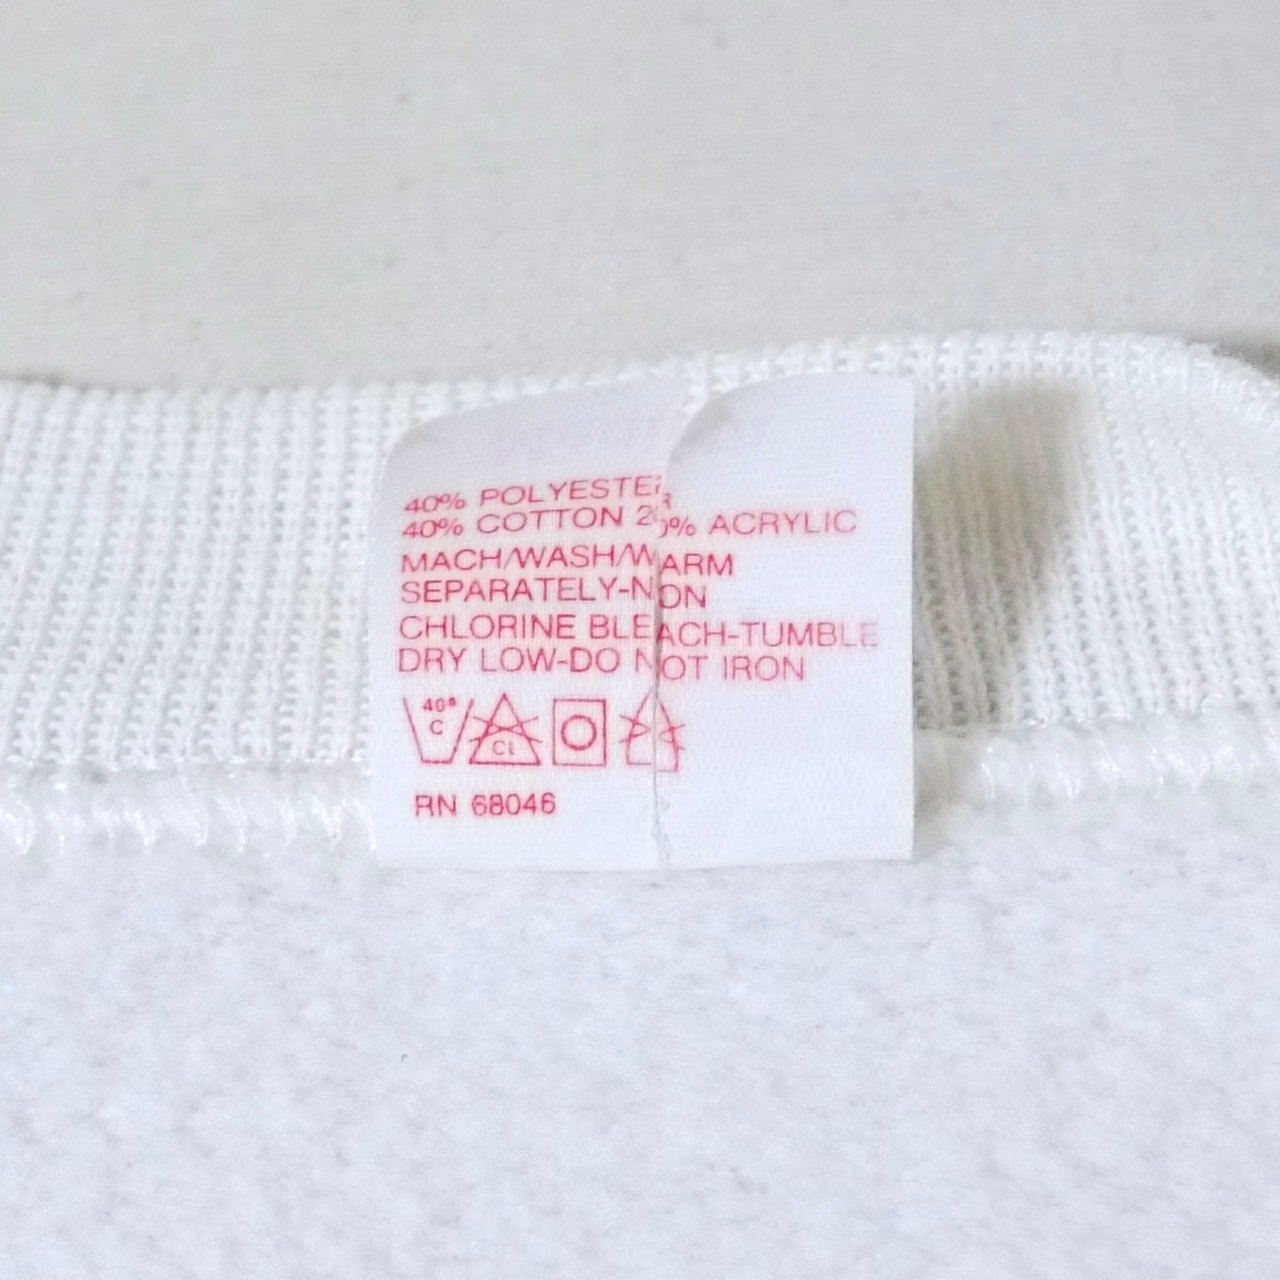 40% POLYESTER
40% COTTON 20% ACRYLIC
MACH/WASH/WARM
SEPARATELY-NON
CHLORINE BLEACH-TUMBLE
DRY LOW-DO NOT IRON
40°
C
CL
RN 68046